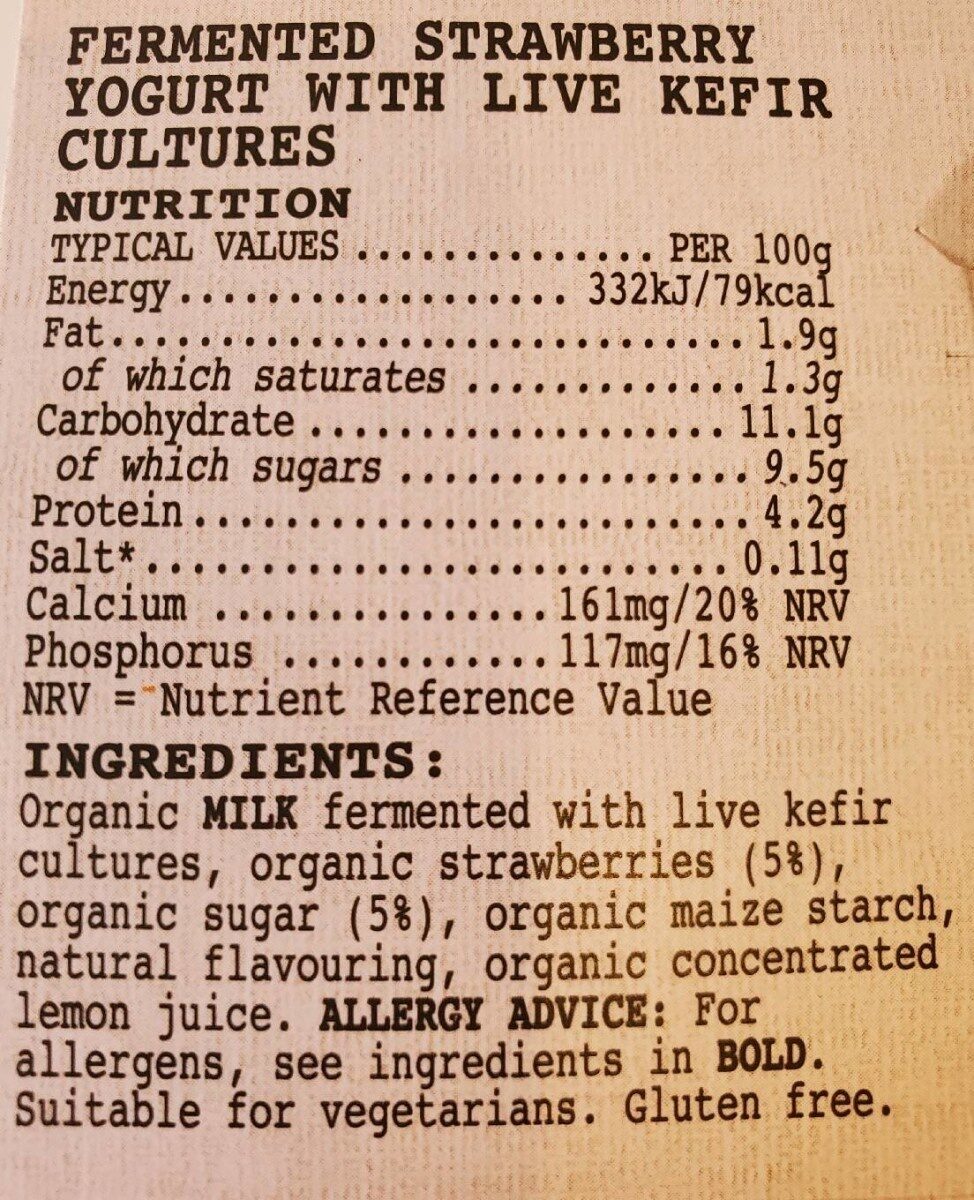 FERMENTED STRAWBERRY
YOGURT WITH LIVE KEFIR
CULTURES
NUTRITION
TYPICAL VALUES .............. PER 100g
Energy.................. 332kJ/79kcal
Fat............................. 1.9g
of which saturates ............. 1.3g
Carbohydrate ................... 11.1g
of which sugars ................ 9.5g
Protein......................... 4.2g
Salt*........................... 0.11g
Calcium ............... 161mg/20% NRV
Phosphorus ............ 117mg/16% NRV
NRV = Nutrient Reference Value
INGREDIENTS:
Organic MILK fermented with live kefir
cultures, organic strawberries (5%),
organic sugar (5%), organic maize starch,
natural flavouring, organic concentrated
lemon juice. ALLERGY ADVICE: For
allergens, see ingredients in BOLD.
Suitable for vegetarians. Gluten free.